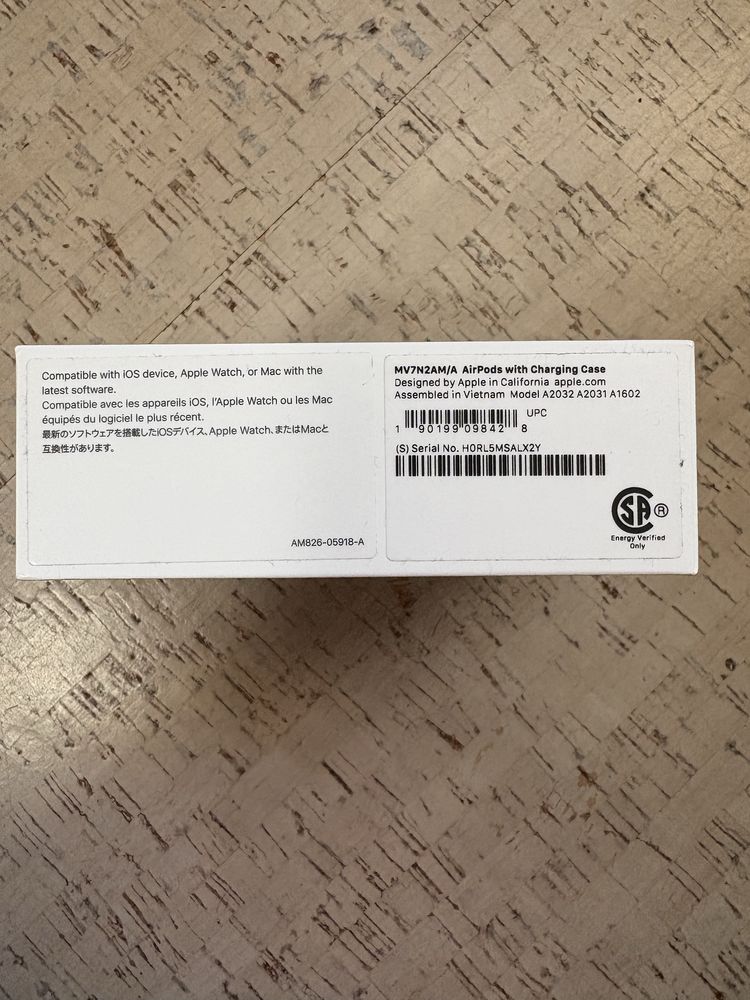 Compatible with iOS device, Apple Watch, or Mac with the
latest software.
Compatible avec les appareils iOS, l'Apple Watch ou les Mac
équipés du logiciel le plus récent.
最新のソフトウェアを搭載したiOSデバイス、Apple Watch、またはMacと
互換性があります。
AM826-05918-A
MV7N2AM/A AirPods with Charging Case
Designed by Apple in California apple.com
Assembled in Vietnam Model A2032 A2031 A1602
UPC
1 90199 09842 8
(S) Serial No. H0RL5MSALX2Y
SA ®
Energy Verified
Only